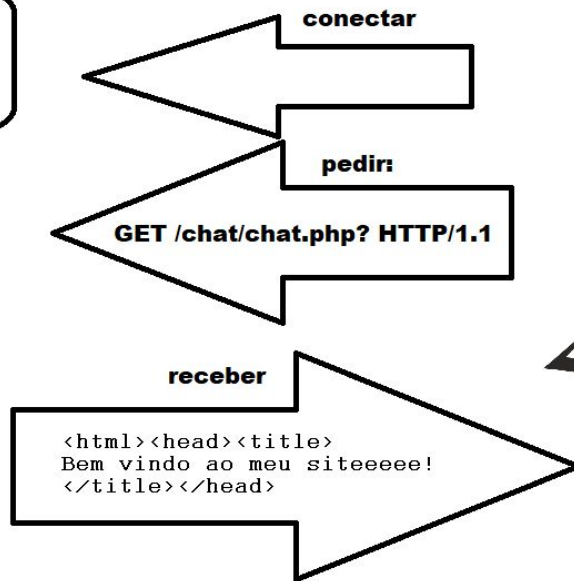 conectar
pedir:
GET /chat/chat.php? HTTP/1.1
receber
<html><head><title>
Bem vindo ao meu siteeeee!
</title></head>